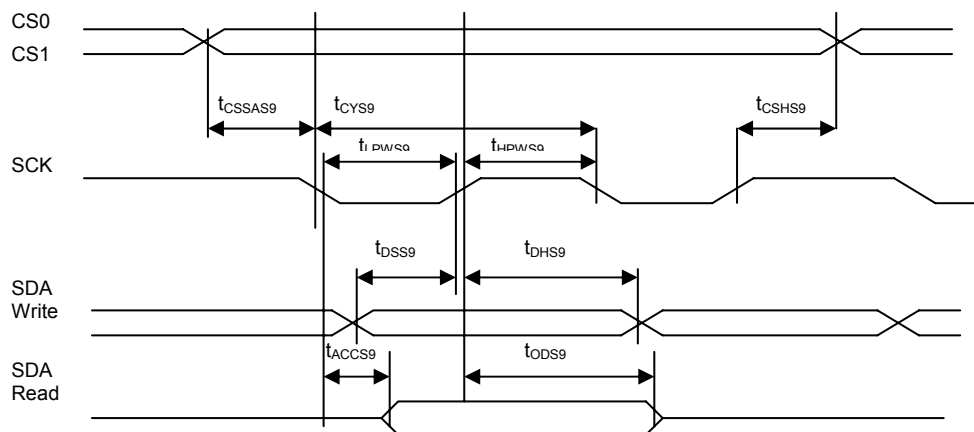 CS0
CS1
tCSSAS9
tCYS9
tCSHS9
tLPWS9
tHPWS9
SCK
tDSS9
tDHS9
SDA
Write
tACCS9
tODS9
SDA
Read